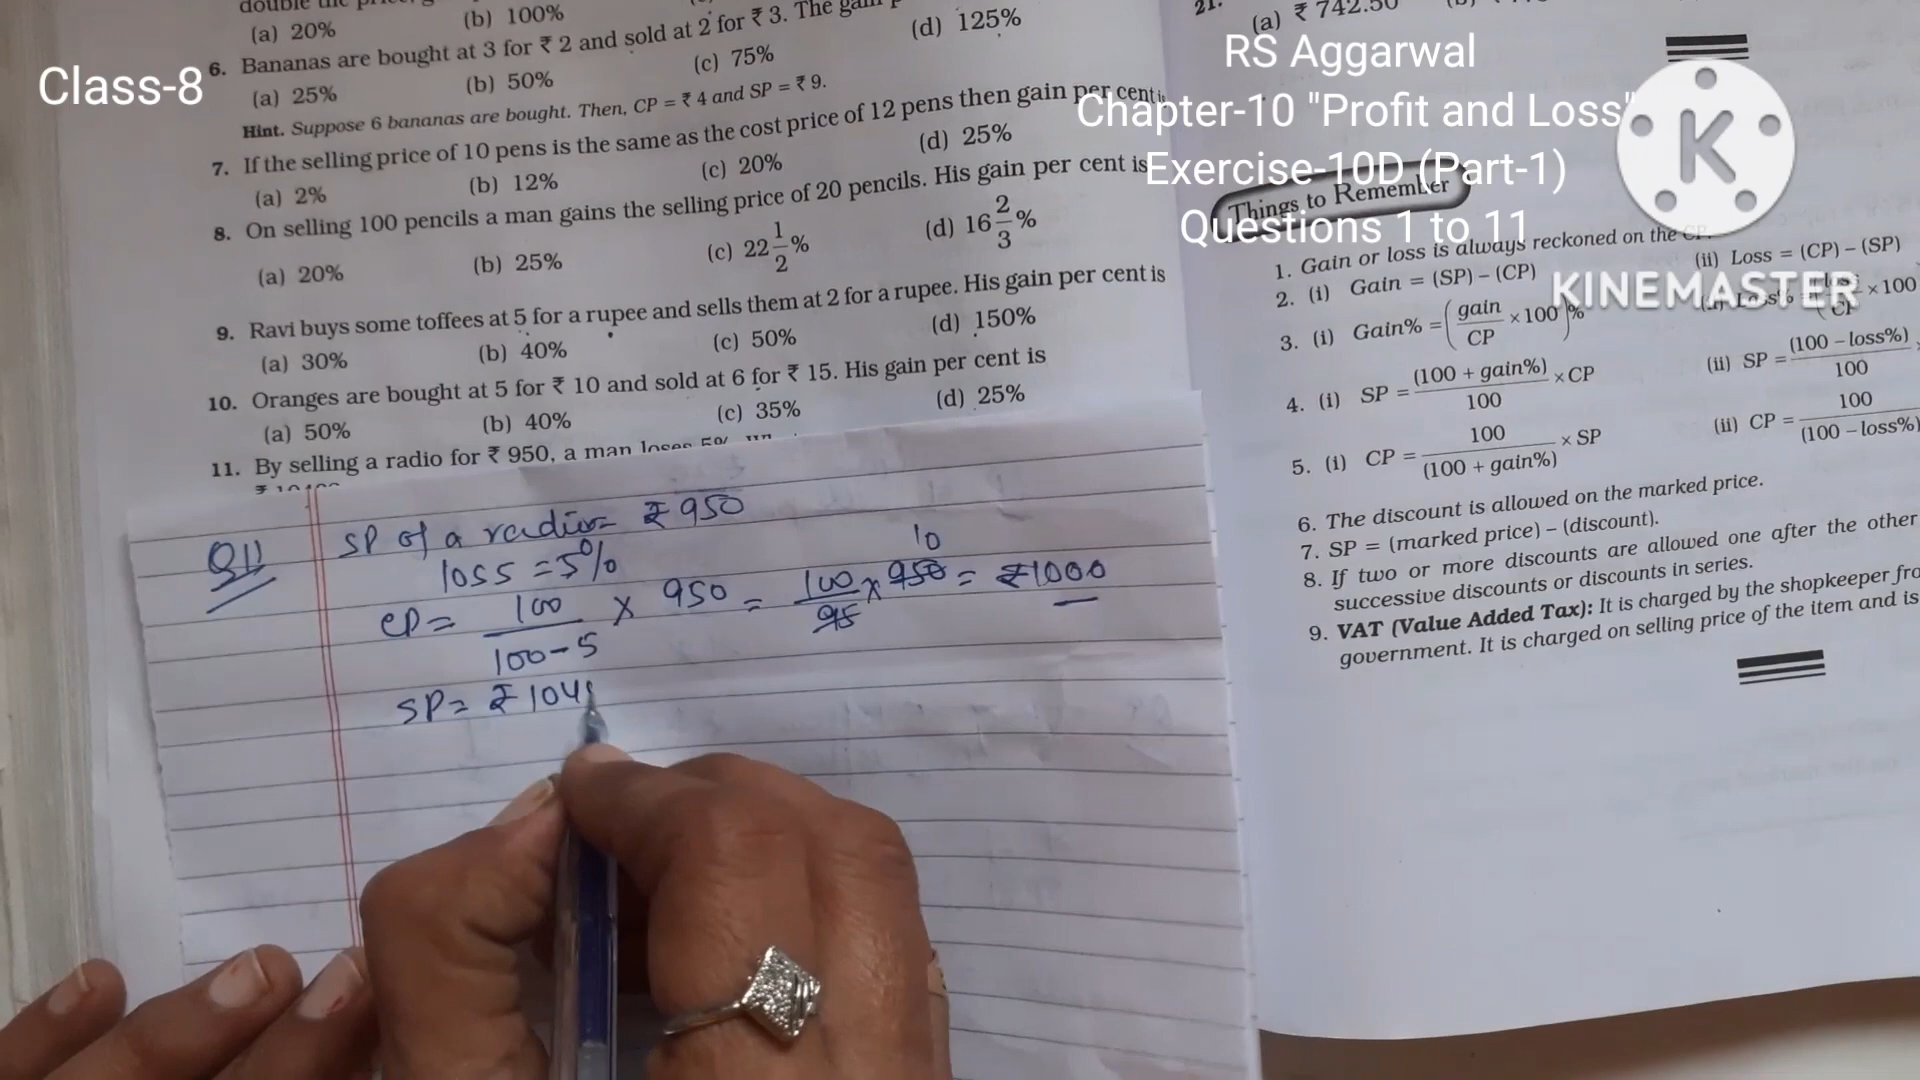 (a) 20%
(b) 100%
6. Bananas are bought at 3 for ₹ 2 and sold at 2 for ₹ 3. The
(a) 25%
(b) 50%
(c) 75%
(d) 125%
Hint. Suppose 6 bananas are bought. Then, CP = ₹ 4 and SP = ₹ 9.
7. If the selling price of 10 pens is the same as the cost price of 12 pens then gain per cent
(a) 2%
(b) 12%
(c) 20%
(d) 25%
8. On selling 100 pencils a man gains the selling price of 20 pencils. His gain per cent is
(a) 20%
(b) 25%
(c) 22 1/2 %
(d) 16 2/3 %
9. Ravi buys some toffees at 5 for a rupee and sells them at 2 for a rupee. His gain per cent is
(a) 30%
(b) 40%
(c) 50%
(d) 150%
10. Oranges are bought at 5 for ₹ 10 and sold at 6 for ₹ 15. His gain per cent is
(a) 50%
(b) 40%
(c) 35%
(d) 25%
11. By selling a radio for ₹ 950, a man loses 5%
Q11 SP of a radio = ₹ 950
loss = 5%
CP = 100/100-5 × 950 = 100/95 × 950 = ₹1000
10
SP = ₹ 104
Class-8
RS Aggarwal
Chapter-10 "Profit and Loss"
Exercise-10D (Part-1)
Questions 1 to 11
K
KINEMASTER
21.
(a) ₹ 742.50
Things to Remember
1. Gain or loss is always reckoned on the CP.
2. (i) Gain = (SP) – (CP)
(ii) Loss = (CP) – (SP)
3. (i) Gain% = (gain/CP × 100)%
× 100
4. (i) SP = (100 + gain%)/100 × CP
(ii) SP = (100 – loss%)/100
5. (i) CP = 100/(100 + gain%) × SP
(ii) CP = 100/(100 – loss%)
6. The discount is allowed on the marked price.
7. SP = (marked price) – (discount).
8. If two or more discounts are allowed one after the other
successive discounts or discounts in series.
9. VAT (Value Added Tax): It is charged by the shopkeeper
government. It is charged on selling price of the item and is